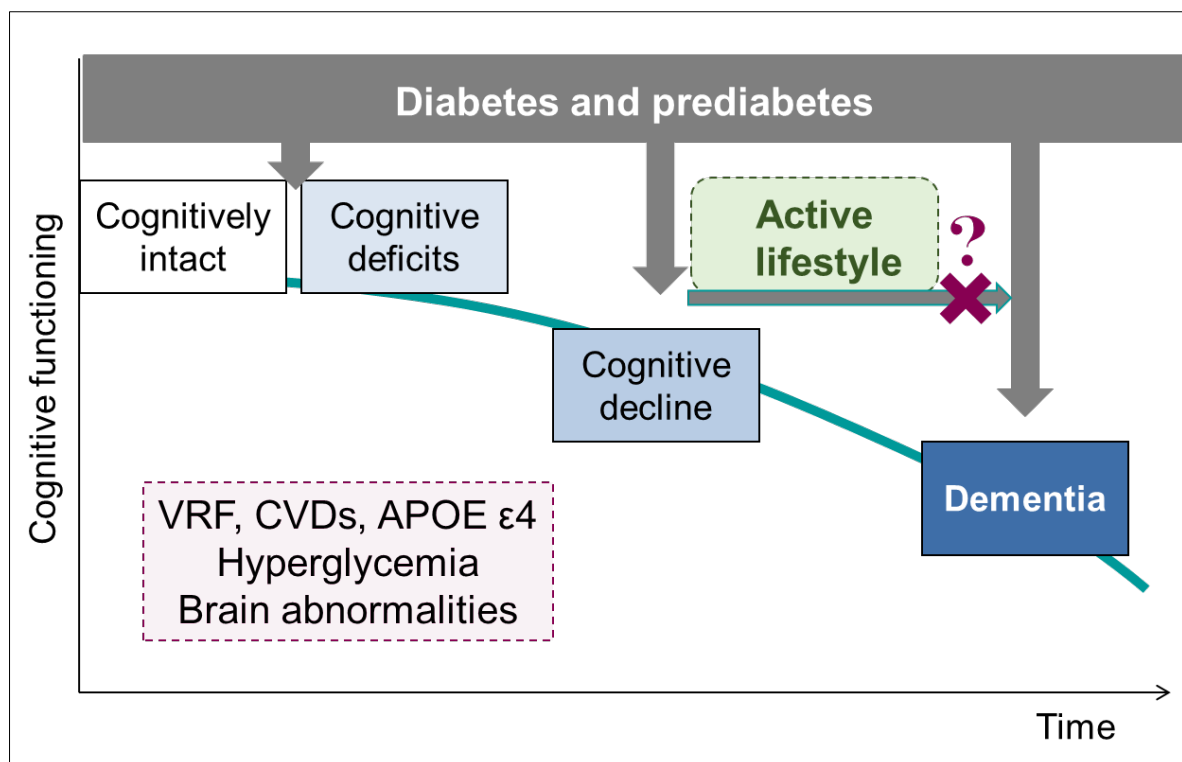 Diabetes and prediabetes
Cognitively
intact
Cognitive
deficits
Active
lifestyle
?
Cognitive
decline
Dementia
VRF, CVDs, APOE ε4
Hyperglycemia
Brain abnormalities
Cognitive functioning
Time